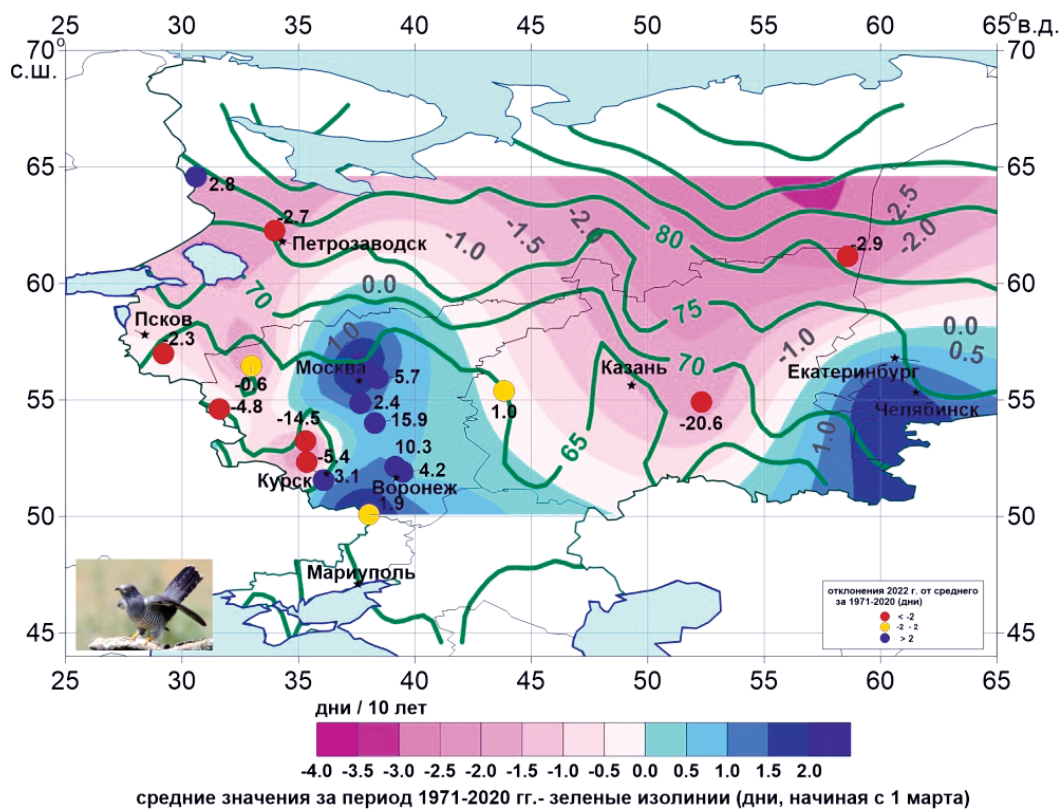 25 30 35 40 45 50 55 60 65°в.д.
70° 70
с.ш.
65 65
2.8
-2.5
-2.7
-2.0
-1.5
-2.0
80
-2.9
Петрозаводск
-1.0
60 60
70
0.0
75
Псков
1.0
-2.3
70
-1.0
0.0
0.5
Москва
Казань
Екатеринбург
-0.6
5.7
55 55
-4.8
2.4
1.0
-20.6
Челябинск
-14.5
15.9
65
1.0
-5.4
10.3
4.2
Курск
3.1
Воронеж
1.9
50 50
Мариуполь
отклонения 2022 г. от среднего
за 1971-2020 (дни)
< -2
-2 - 2
> 2
45 45
25 30 35 40 45 50 55 60 65
дни / 10 лет
-4.0 -3.5 -3.0 -2.5 -2.0 -1.5 -1.0 -0.5 0.0 0.5 1.0 1.5 2.0
средние значения за период 1971-2020 гг.- зеленые изолинии (дни, начиная с 1 марта)